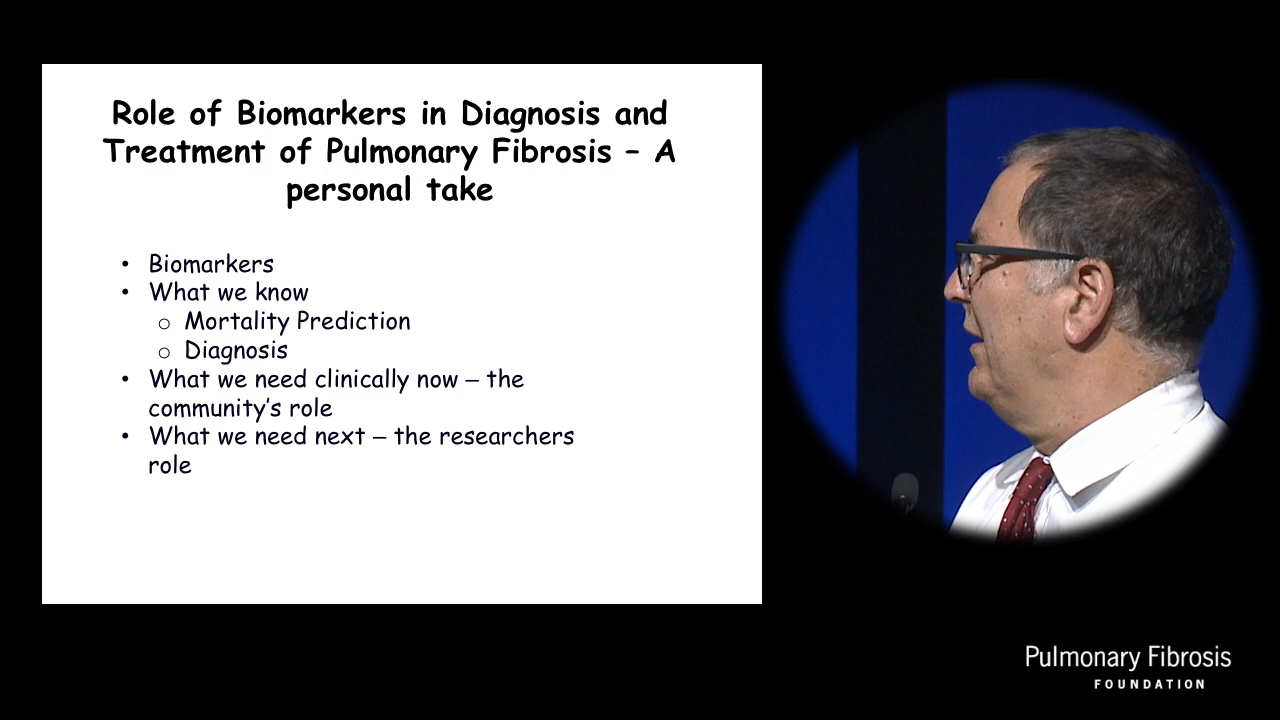 Role of Biomarkers in Diagnosis and
Treatment of Pulmonary Fibrosis – A
personal take
• Biomarkers
• What we know
○ Mortality Prediction
○ Diagnosis
• What we need clinically now – the
community's role
• What we need next – the researchers
role
Pulmonary Fibrosis
FOUNDATION